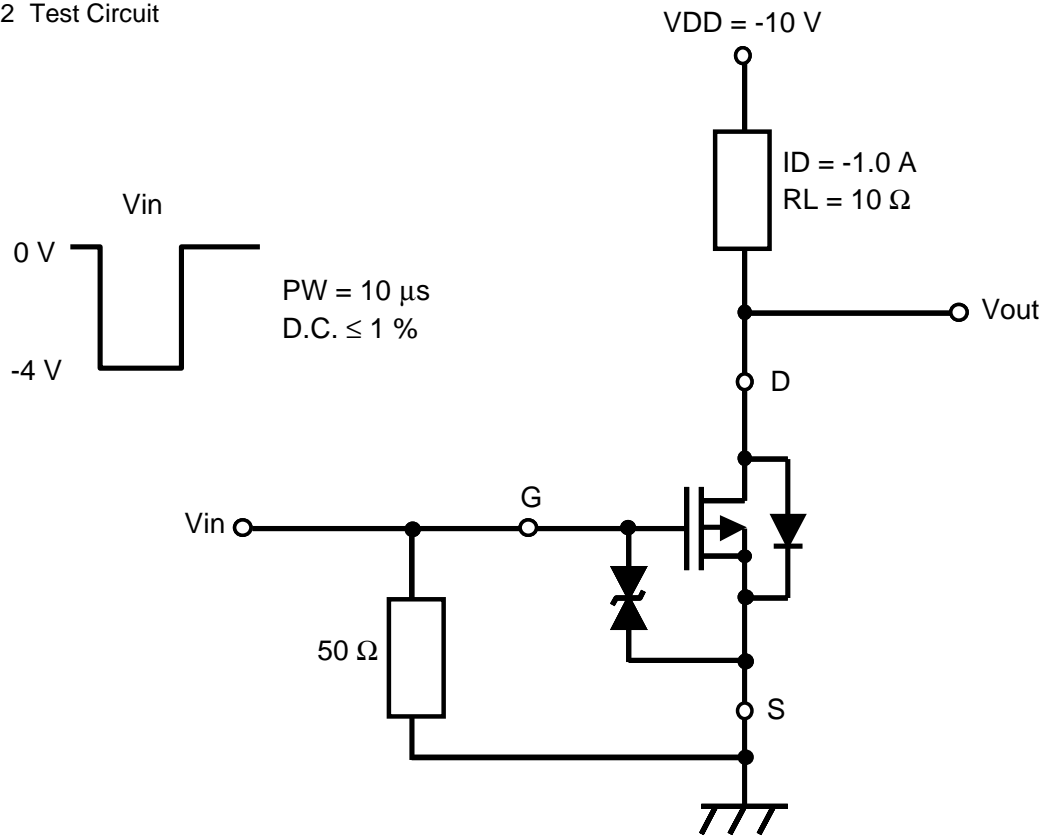 2 Test Circuit
VDD = -10 V
ID = -1.0 A
RL = 10 Ω
Vin
0 V
PW = 10 μs
D.C. ≤ 1 %
-4 V
Vout
D
G
Vin
50 Ω
S